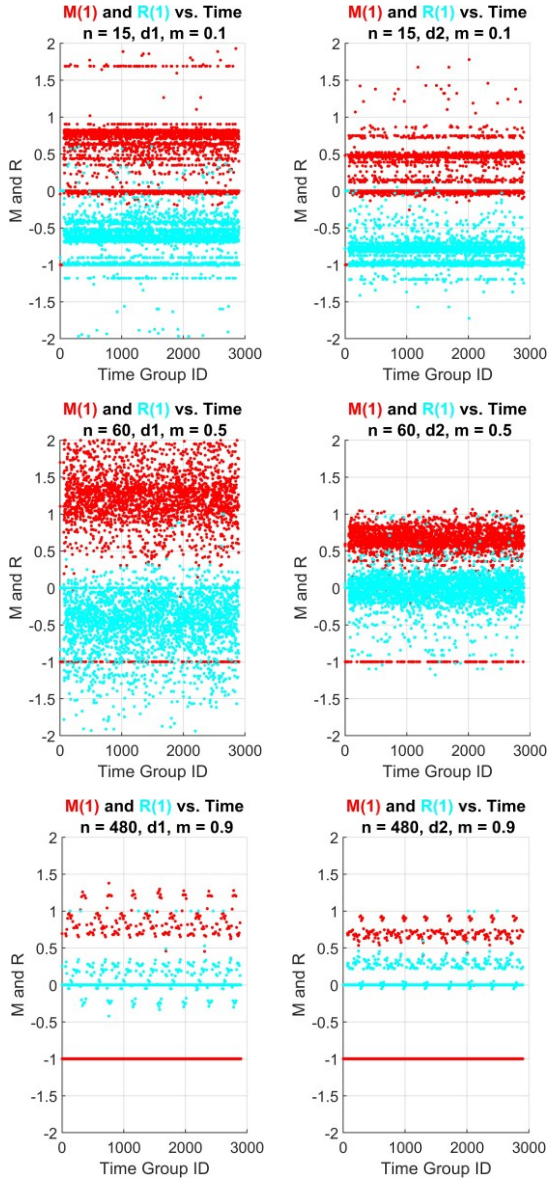 M(1) and R(1) vs. Time
n = 15, d1, m = 0.1
M and R
2
1.5
1
0.5
0
-0.5
-1
-1.5
-2
0 1000 2000 3000
Time Group ID
M(1) and R(1) vs. Time
n = 15, d2, m = 0.1
M and R
2
1.5
1
0.5
0
-0.5
-1
-1.5
-2
0 1000 2000 3000
Time Group ID
M(1) and R(1) vs. Time
n = 60, d1, m = 0.5
M and R
2
1.5
1
0.5
0
-0.5
-1
-1.5
-2
0 1000 2000 3000
Time Group ID
M(1) and R(1) vs. Time
n = 60, d2, m = 0.5
M and R
2
1.5
1
0.5
0
-0.5
-1
-1.5
-2
0 1000 2000 3000
Time Group ID
M(1) and R(1) vs. Time
n = 480, d1, m = 0.9
M and R
2
1.5
1
0.5
0
-0.5
-1
-1.5
-2
0 1000 2000 3000
Time Group ID
M(1) and R(1) vs. Time
n = 480, d2, m = 0.9
M and R
2
1.5
1
0.5
0
-0.5
-1
-1.5
-2
0 1000 2000 3000
Time Group ID